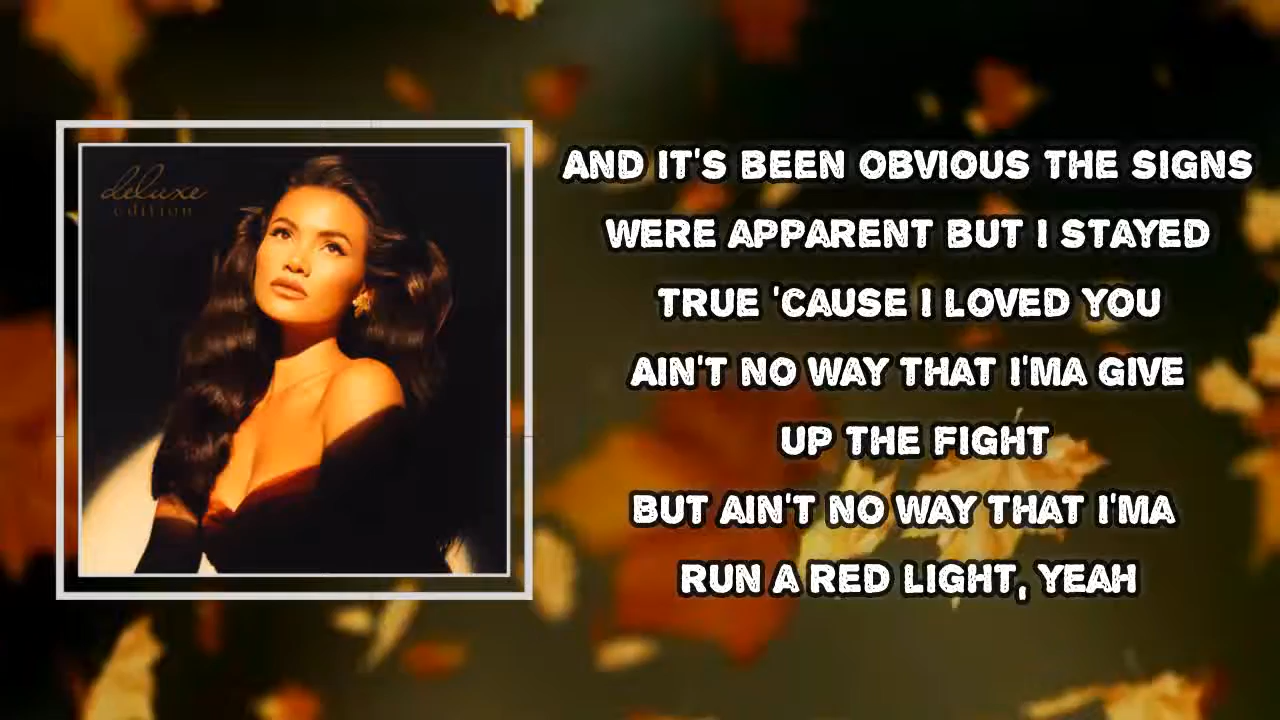 deluxe
edition
AND IT'S BEEN OBVIOUS THE SIGNS
WERE APPARENT BUT I STAYED
TRUE 'CAUSE I LOVED YOU
AIN'T NO WAY THAT I'MA GIVE
UP THE FIGHT
BUT AIN'T NO WAY THAT I'MA
RUN A RED LIGHT, YEAH